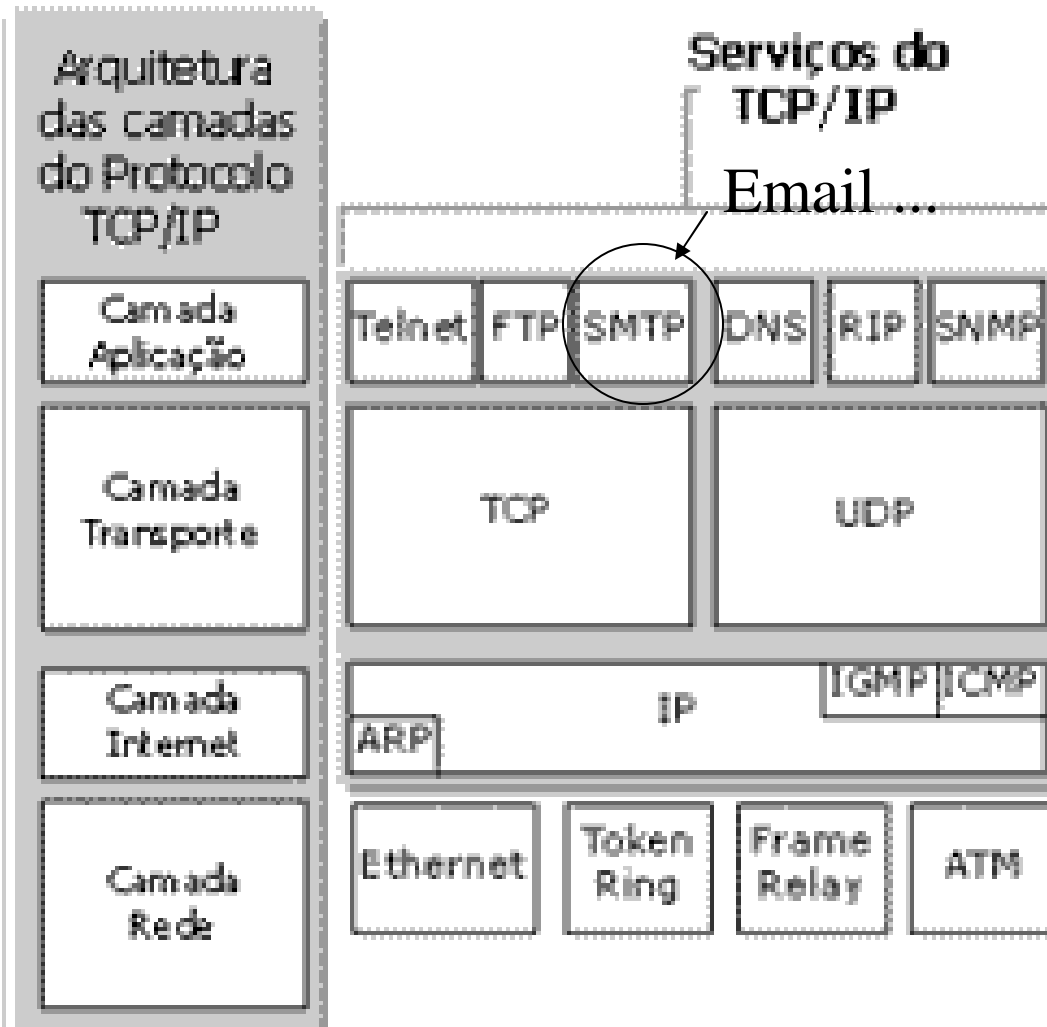 Arquitetura
das camadas
do Protocolo
TCP/IP
Serviços do
TCP/IP
Email ...
Camada
Aplicação
Telnet FTP SMTP DNS RIP SNMP
Camada
Transporte
TCP UDP
Camada
Internet
ARP IP IGMP ICMP
Camada
Rede
Ethernet
Token
Ring
Frame
Relay
ATM